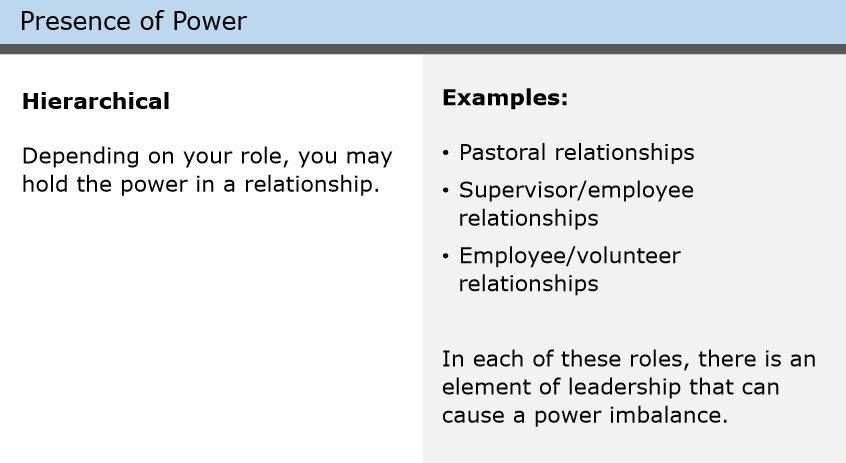 Presence of Power
Hierarchical
Depending on your role, you may
hold the power in a relationship.
Examples:
• Pastoral relationships
• Supervisor/employee
relationships
• Employee/volunteer
relationships
In each of these roles, there is an
element of leadership that can
cause a power imbalance.